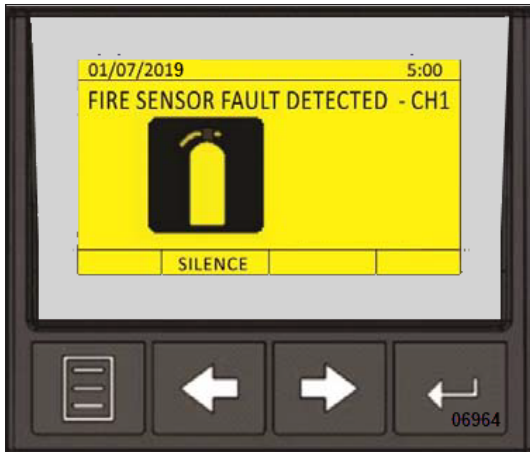 01/07/2019 5:00
FIRE SENSOR FAULT DETECTED - CH1
SILENCE
06964